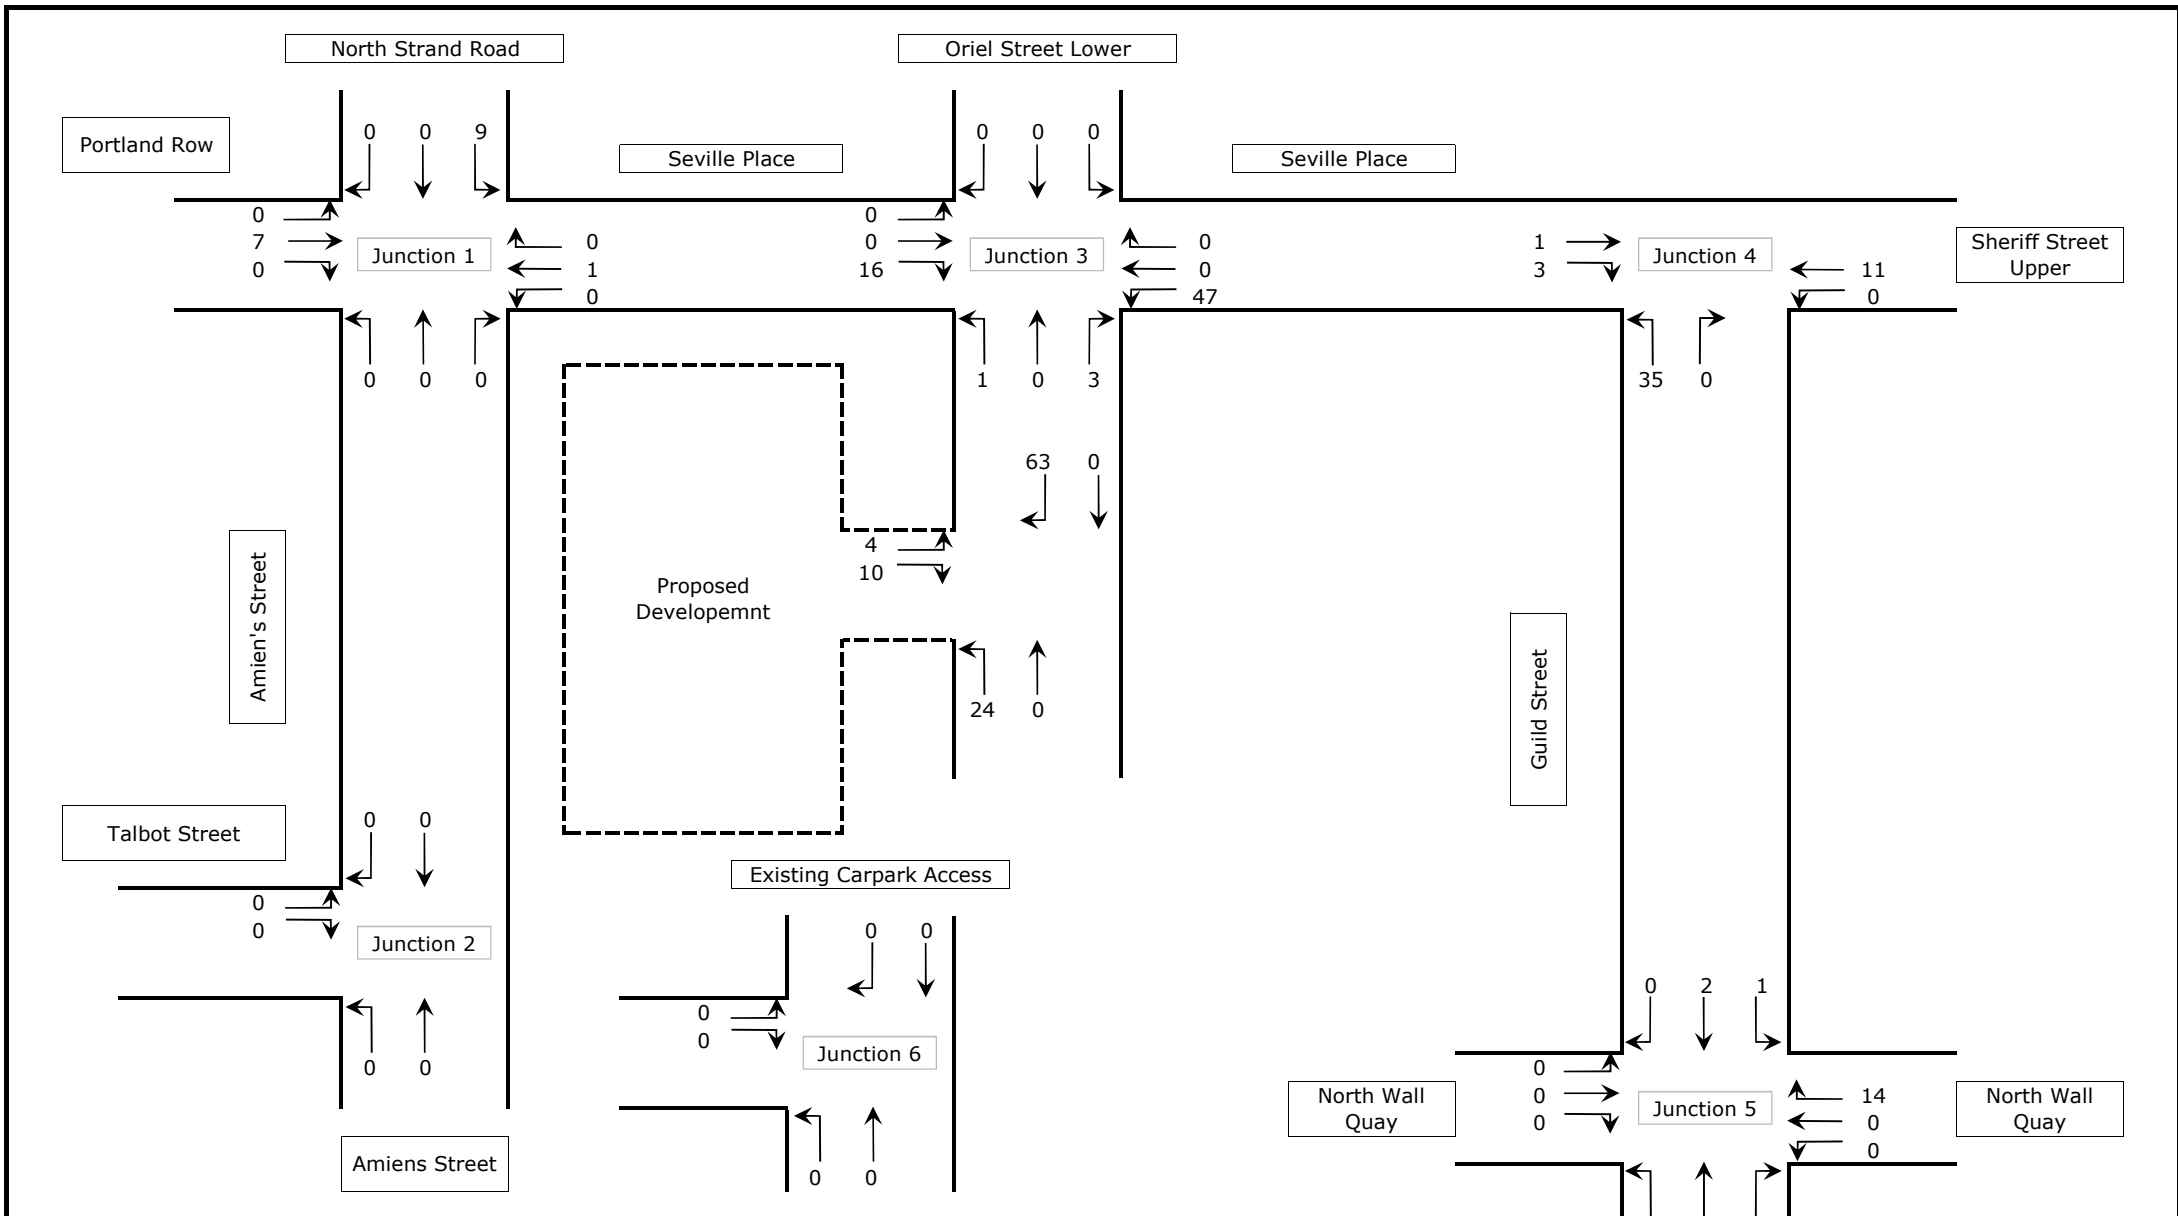 North Strand Road
Oriel Street Lower
Portland Row
0 0 9
Seville Place
0 0 0
Seville Place
0
7
0
Junction 1
0
1
0
0
0
16
Junction 3
0
0
47
1
3
Junction 4
11
0
Sheriff Street
Upper
0 0 0
1 0 3
35 0
63 0
4
10
Proposed
Developemnt
Amien's Street
Guild Street
24 0
Talbot Street
0 0
Existing Carpark Access
0
0
Junction 2
0 0
0
0
Junction 6
0 2 1
0 0
North Wall
Quay
0
0
0
Junction 5
14
0
0
North Wall
Quay
Amiens Street
0 0